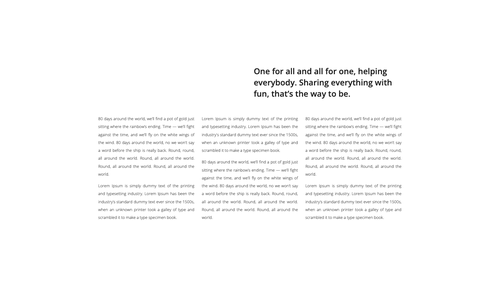 One for all and all for one, helping
everybody. Sharing everything with
fun, that's the way to be.
80 days around the world, we'll find a pot of gold just
sitting where the rainbow's ending. Time — we'll fight
against the time, and we'll fly on the white wings of
the wind. 80 days around the world, no we won't say
a word before the ship is really back. Round, round,
all around the world. Round, all around the world.
Round, all around the world. Round, all around the
world.
Lorem Ipsum is simply dummy text of the printing
and typesetting industry. Lorem Ipsum has been the
industry's standard dummy text ever since the 1500s,
when an unknown printer took a galley of type and
scrambled it to make a type specimen book.
Lorem Ipsum is simply dummy text of the printing
and typesetting industry. Lorem Ipsum has been the
industry's standard dummy text ever since the 1500s,
when an unknown printer took a galley of type and
scrambled it to make a type specimen book.
80 days around the world, we'll find a pot of gold just
sitting where the rainbow's ending. Time — we'll fight
against the time, and we'll fly on the white wings of
the wind. 80 days around the world, no we won't say a
word before the ship is really back. Round, round, all
around the world. Round, all around the world.
Round, all around the world. Round, all around the
world.
80 days around the world, we'll find a pot of gold just
sitting where the rainbow's ending. Time — we'll fight
against the time, and we'll fly on the white wings of
the wind. 80 days around the world, no we won't say
a word before the ship is really back. Round, round,
all around the world. Round, all around the world.
Round, all around the world. Round, all around the
world.
Lorem Ipsum is simply dummy text of the printing
and typesetting industry. Lorem Ipsum has been the
industry's standard dummy text ever since the 1500s,
when an unknown printer took a galley of type and
scrambled it to make a type specimen book.